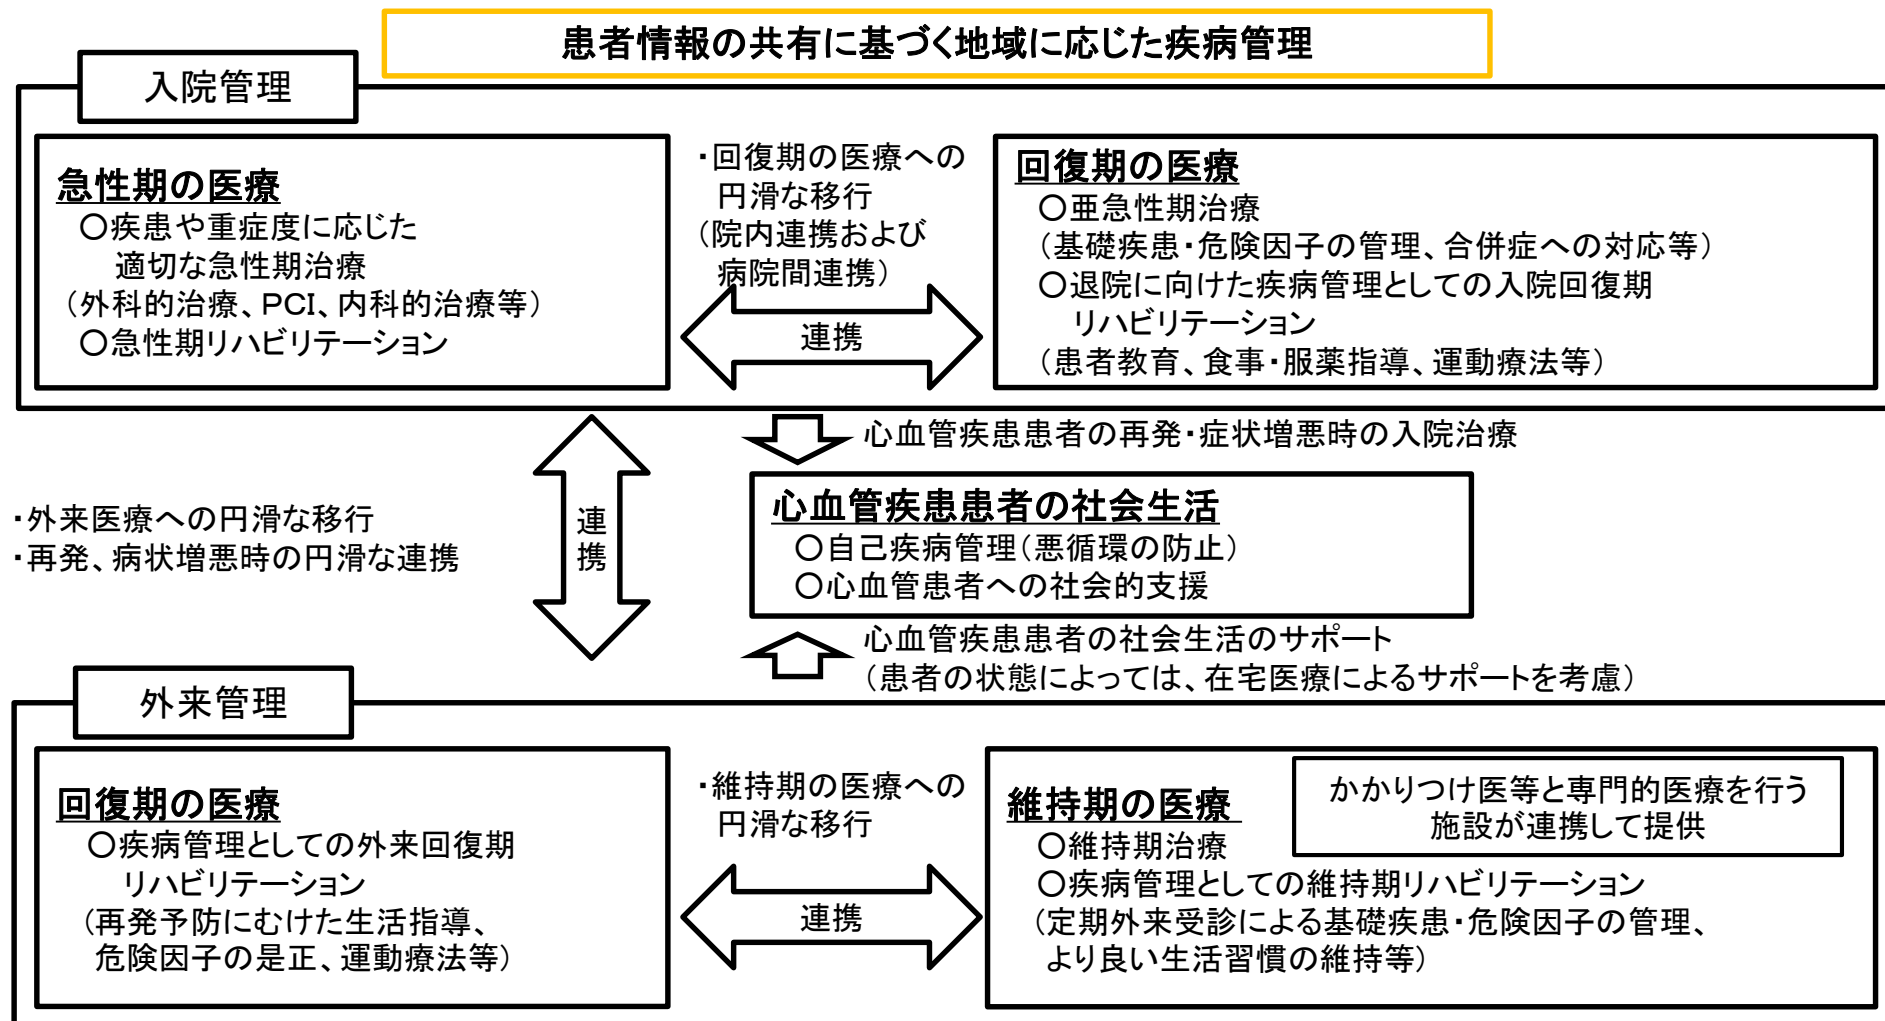 患者情報の共有に基づく地域に応じた疾病管理
入院管理
急性期の医療
○疾患や重症度に応じた
適切な急性期治療
（外科的治療、PCI、内科的治療等）
○急性期リハビリテーション
・回復期の医療への
円滑な移行
（院内連携および
病院間連携）
連携
回復期の医療
○亜急性期治療
（基礎疾患・危険因子の管理、合併症への対応等）
○退院に向けた疾病管理としての入院回復期
リハビリテーション
（患者教育、食事・服薬指導、運動療法等）
・外来医療への円滑な移行
・再発、病状増悪時の円滑な連携
連
携
心血管疾患患者の再発・症状増悪時の入院治療
心血管疾患患者の社会生活
○自己疾病管理（悪循環の防止）
○心血管患者への社会的支援
心血管疾患患者の社会生活のサポート
（患者の状態によっては、在宅医療によるサポートを考慮）
外来管理
回復期の医療
○疾病管理としての外来回復期
リハビリテーション
（再発予防にむけた生活指導、
危険因子の是正、運動療法等）
・維持期の医療への
円滑な移行
連携
維持期の医療
かかりつけ医等と専門的医療を行う
施設が連携して提供
○維持期治療
○疾病管理としての維持期リハビリテーション
（定期外来受診による基礎疾患・危険因子の管理、
より良い生活習慣の維持等）